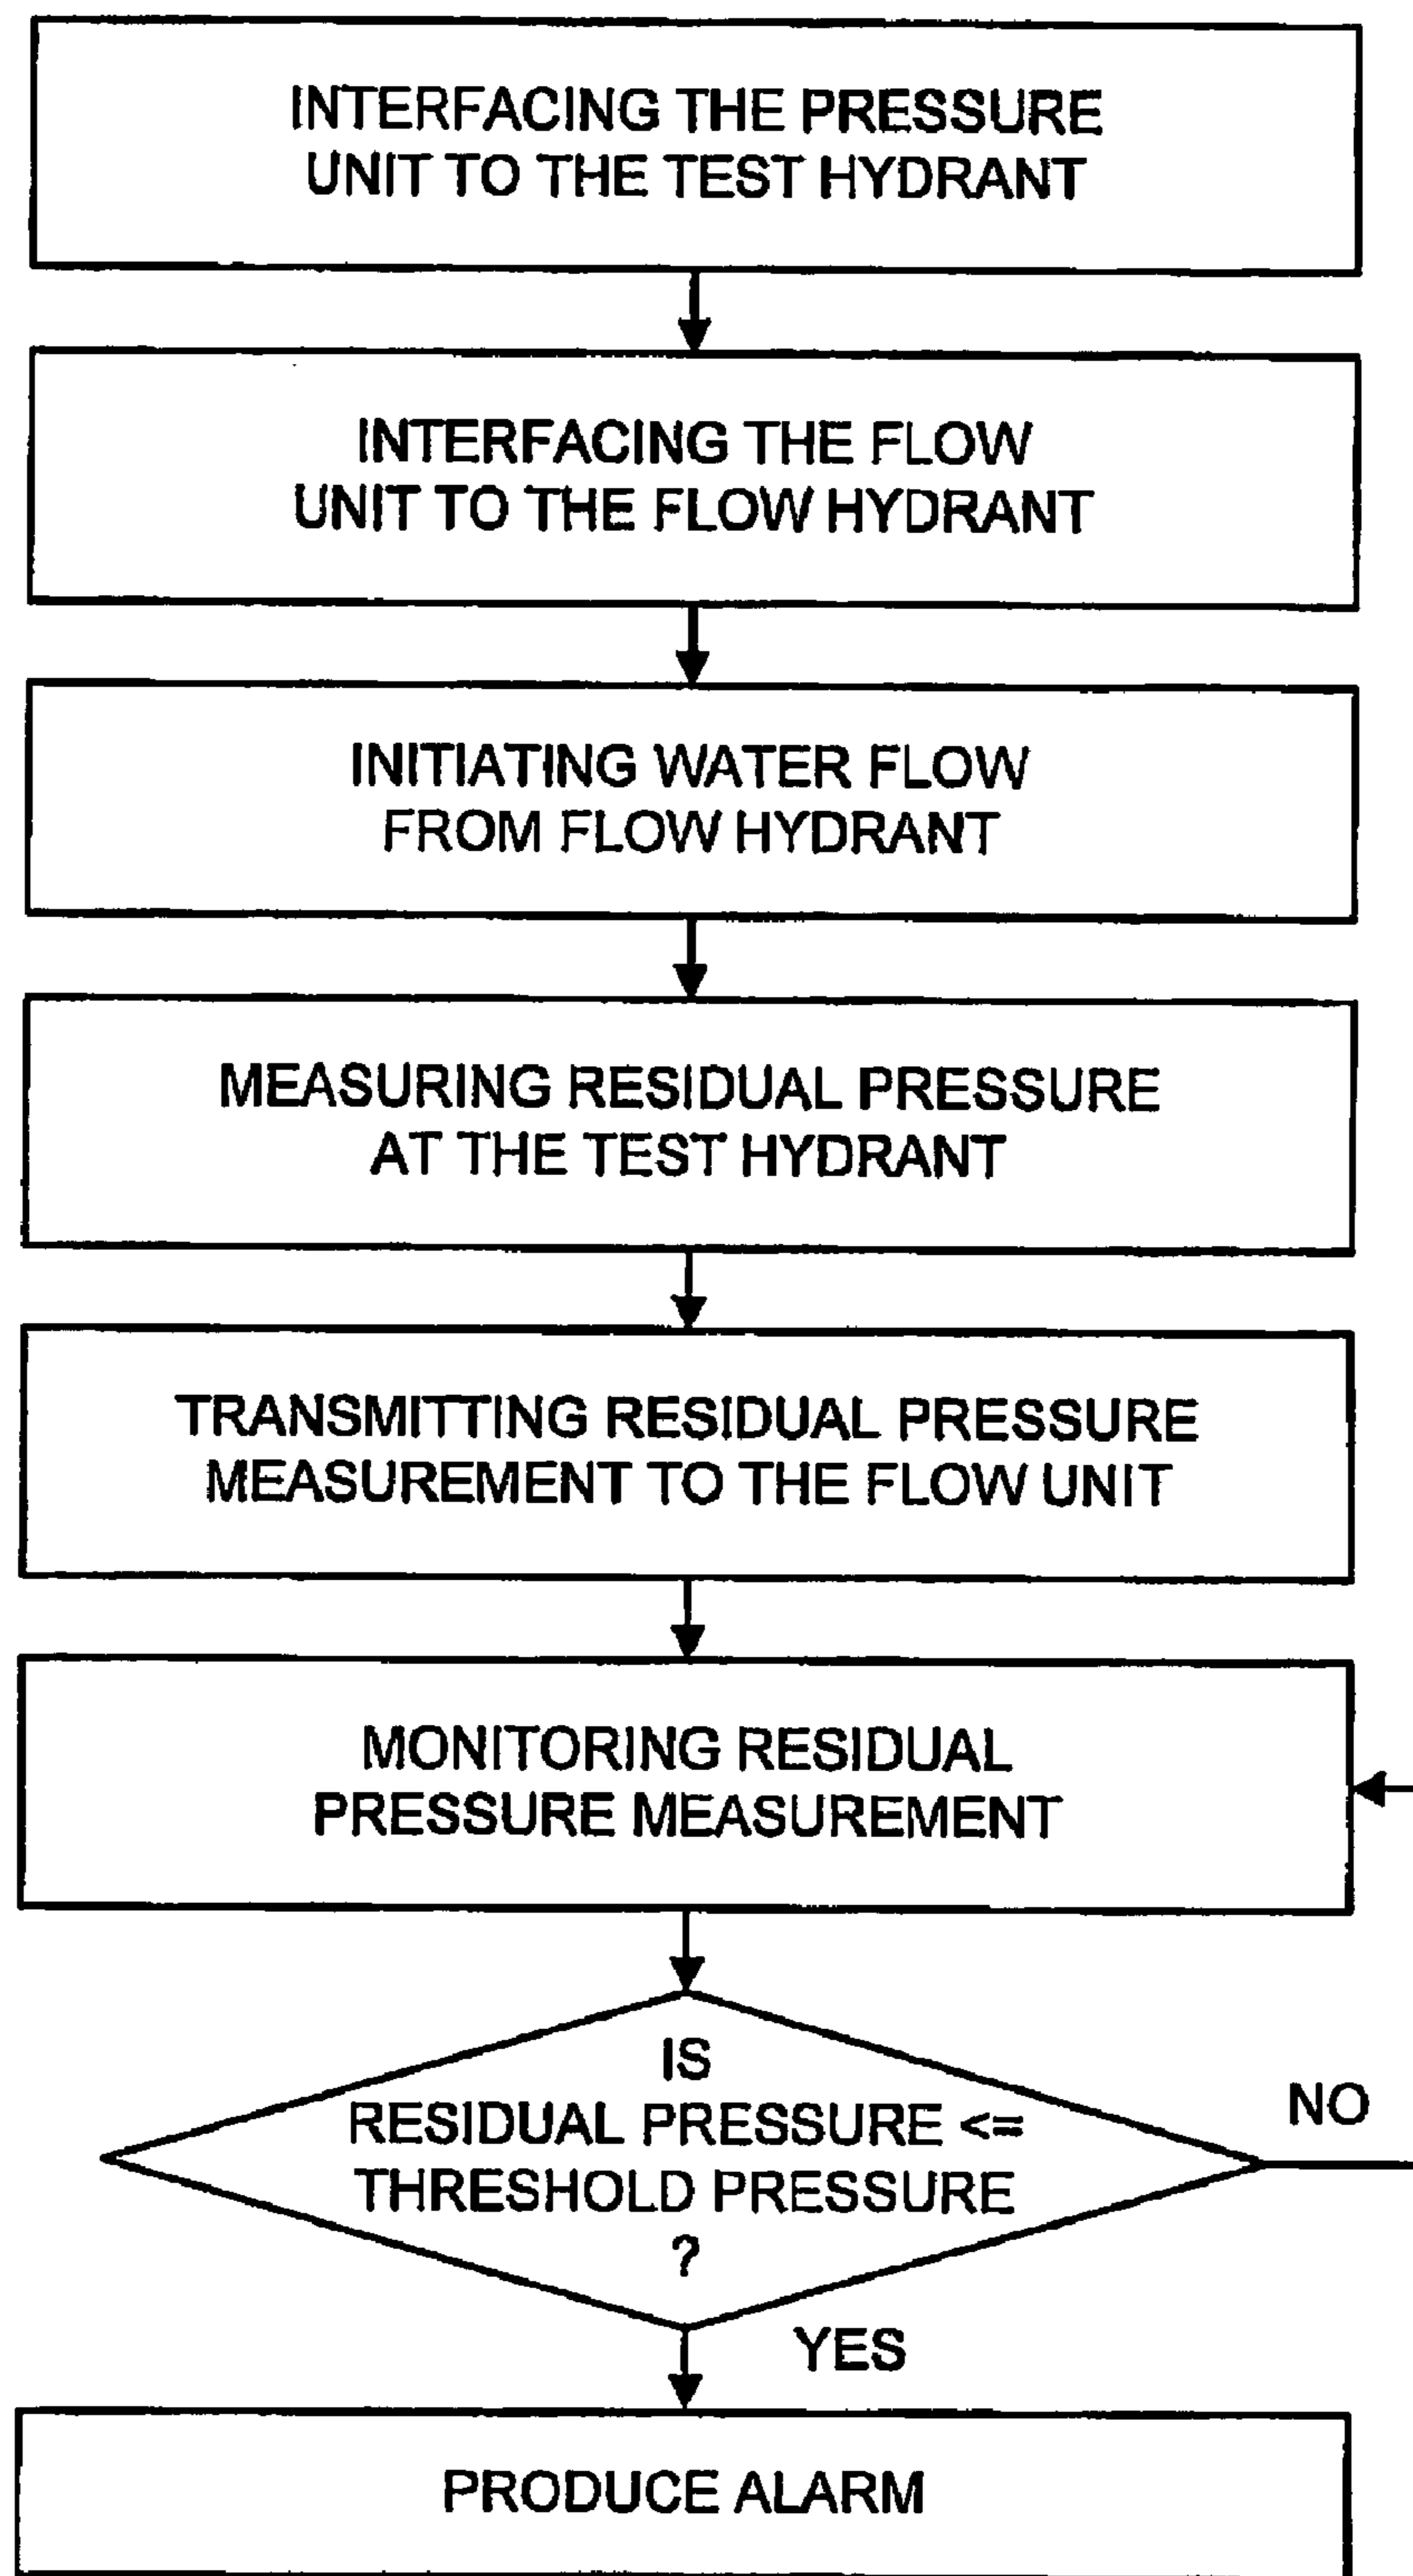 INTERFACING THE PRESSURE
UNIT TO THE TEST HYDRANT
INTERFACING THE FLOW
UNIT TO THE FLOW HYDRANT
INITIATING WATER FLOW
FROM FLOW HYDRANT
MEASURING RESIDUAL PRESSURE
AT THE TEST HYDRANT
TRANSMITTING RESIDUAL PRESSURE
MEASUREMENT TO THE FLOW UNIT
MONITORING RESIDUAL
PRESSURE MEASUREMENT
IS
RESIDUAL PRESSURE <=
THRESHOLD PRESSURE
?
NO
YES
PRODUCE ALARM